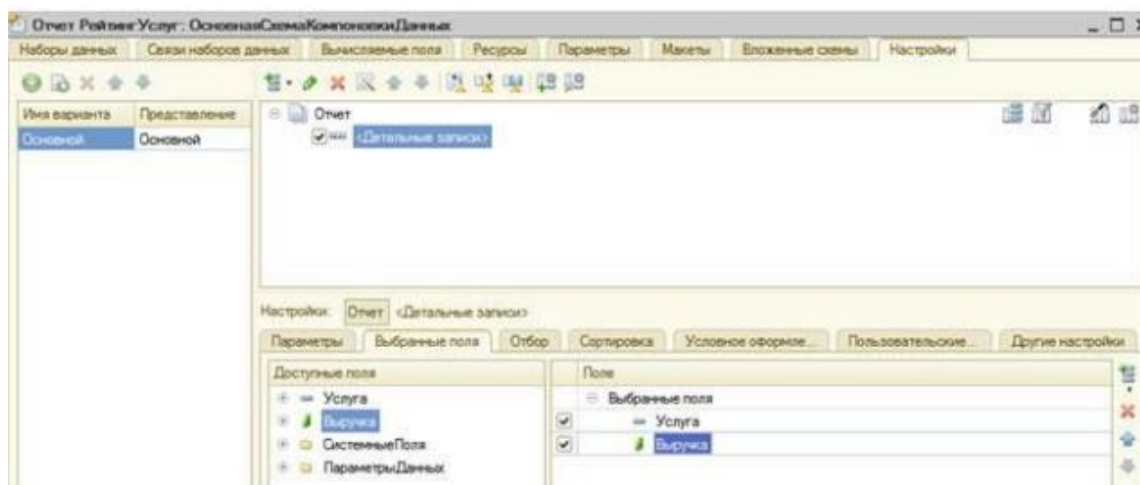 Отчет РейтингУслуг: ОсновнаяСхемаКомпоновкиДанных
Наборы данных Связи наборов данных Вычисляемые поля Ресурсы Параметры Макеты Вложенные схемы Настройки
Имя варианта Представление
Основной Основной
Отчет
<Детальные записи>
Настройки: Отчет <Детальные записи>
Параметры Выбранные поля Отбор Сортировка Условное оформле... Пользовательские... Другие настройки
Доступные поля Поле
Услуга Выбранные поля
Выручка Услуга
СистемныеПоля Выручка
ПараметрыДанных